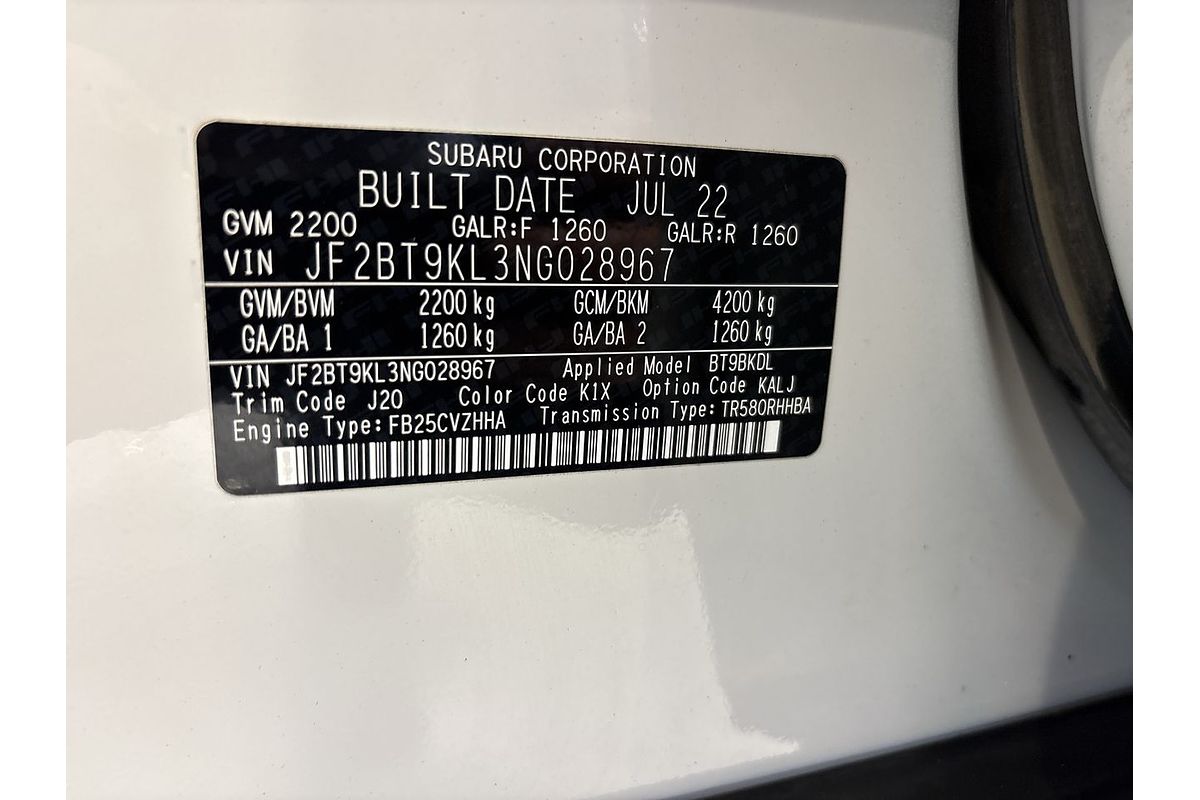 SUBARU CORPORATION
BUILT DATE JUL 22
GVM 2200 GALR:F 1260 GALR:R 1260
VIN JF2BT9KL3NG028967
GVM/BVM 2200 kg GCM/BKM 4200 kg
GA/BA 1 1260 kg GA/BA 2 1260 kg
VIN JF2BT9KL3NG028967 Applied Model BT9BKDL
Trim Code J20 Color Code K1X Option Code KALJ
Engine Type: FB25CVZHHA Transmission Type: TR580RHHBA